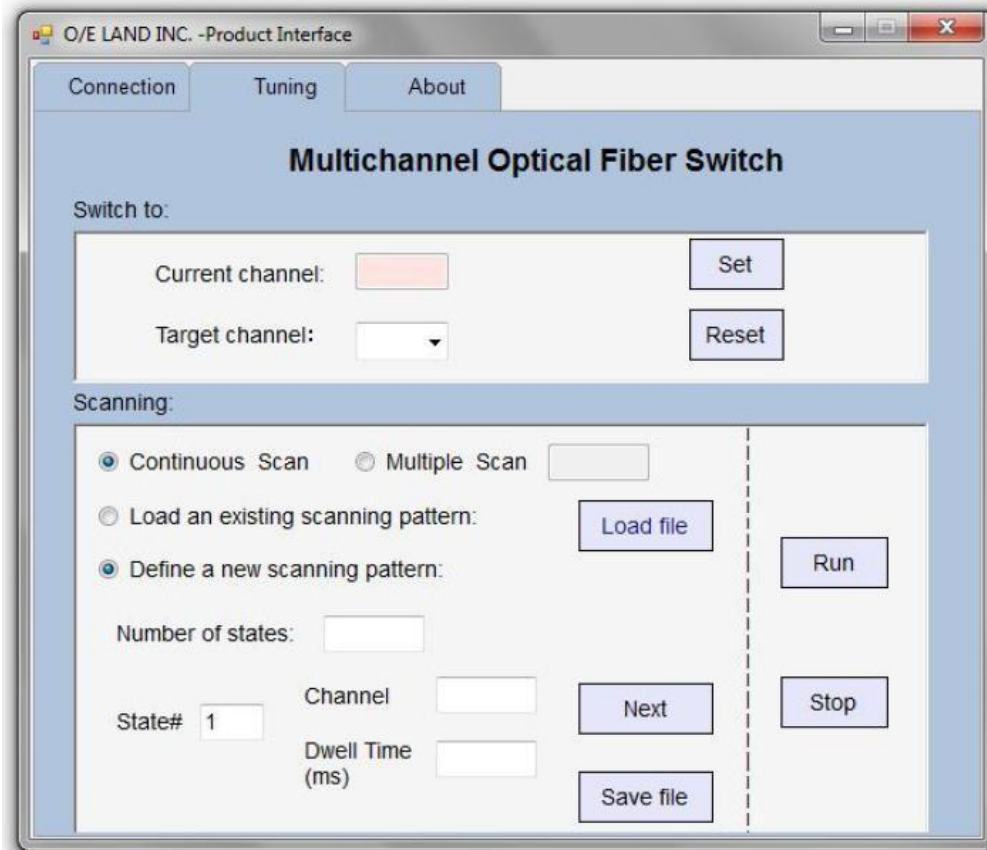 O/E LAND INC. -Product Interface
Connection Tuning About
Multichannel Optical Fiber Switch
Switch to:
Current channel: Set
Target channel: Reset
Scanning:
Continuous Scan Multiple Scan
Load an existing scanning pattern: Load file
Define a new scanning pattern: Run
Number of states:
State# 1 Channel Next Stop
Dwell Time
(ms)
Save file